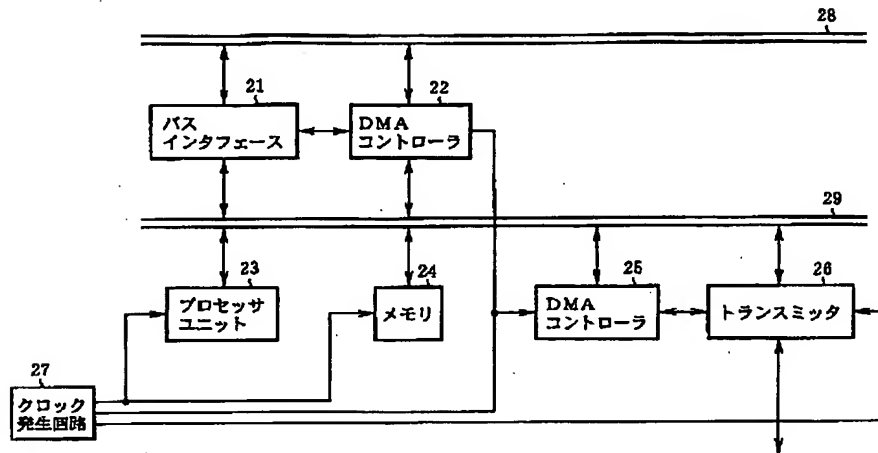 28
21
22
バス
インタフェース
DMA
コントローラ
29
23
24
25
26
プロセッサ
ユニット
メモリ
DMA
コントローラ
トランスミッタ
27
クロック
発生回路